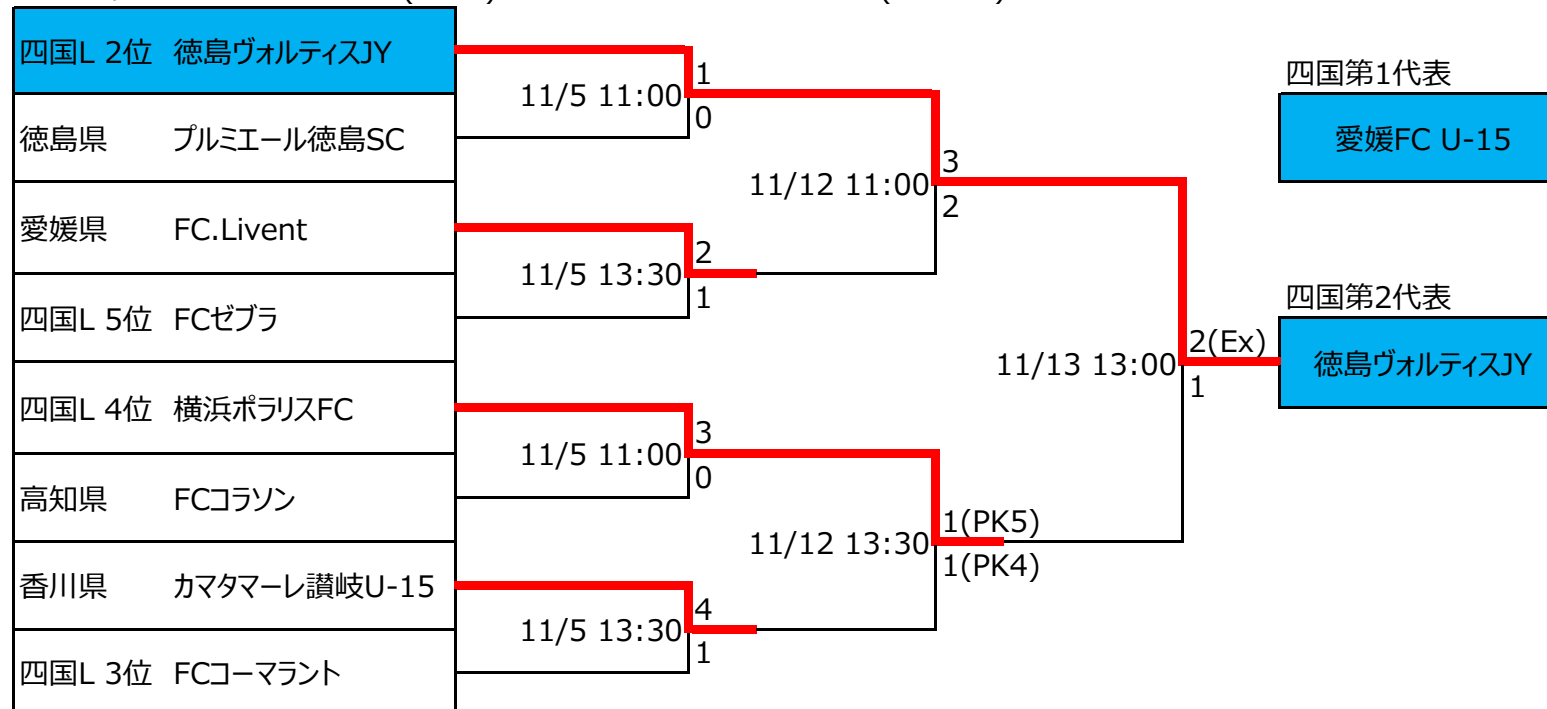 四国L 2位 徳島ヴォルティスJY
徳島県 プルミエール徳島SC
愛媛県 FC.Livent
四国L 5位 FCゼブラ
四国L 4位 横浜ポラリスFC
高知県 FCコラソン
香川県 カマタマーレ讃岐U-15
四国L 3位 FCコーマラント
11/5 11:00
1
0
11/5 13:30
2
1
11/5 11:00
3
0
11/5 13:30
4
1
11/12 11:00
3
2
11/12 13:30
1(PK5)
1(PK4)
11/13 13:00
2(Ex)
1
四国第1代表
愛媛FC U-15
四国第2代表
徳島ヴォルティスJY